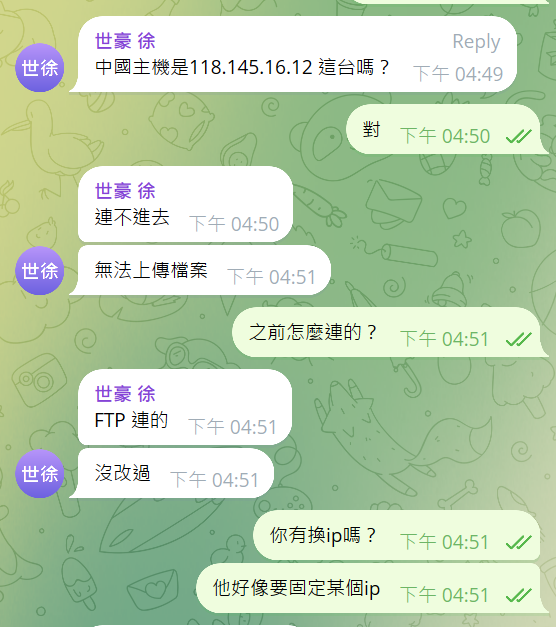 世豪 徐
Reply
中國主機是118.145.16.12 這台嗎？ 下午 04:49
世徐
對 下午 04:50
世豪 徐
連不進去 下午 04:50
世徐
無法上傳檔案 下午 04:51
之前怎麼連的？ 下午 04:51
世豪 徐
FTP 連的 下午 04:51
世徐
沒改過 下午 04:51
你有換ip嗎？ 下午 04:51
他好像要固定某個ip 下午 04:51